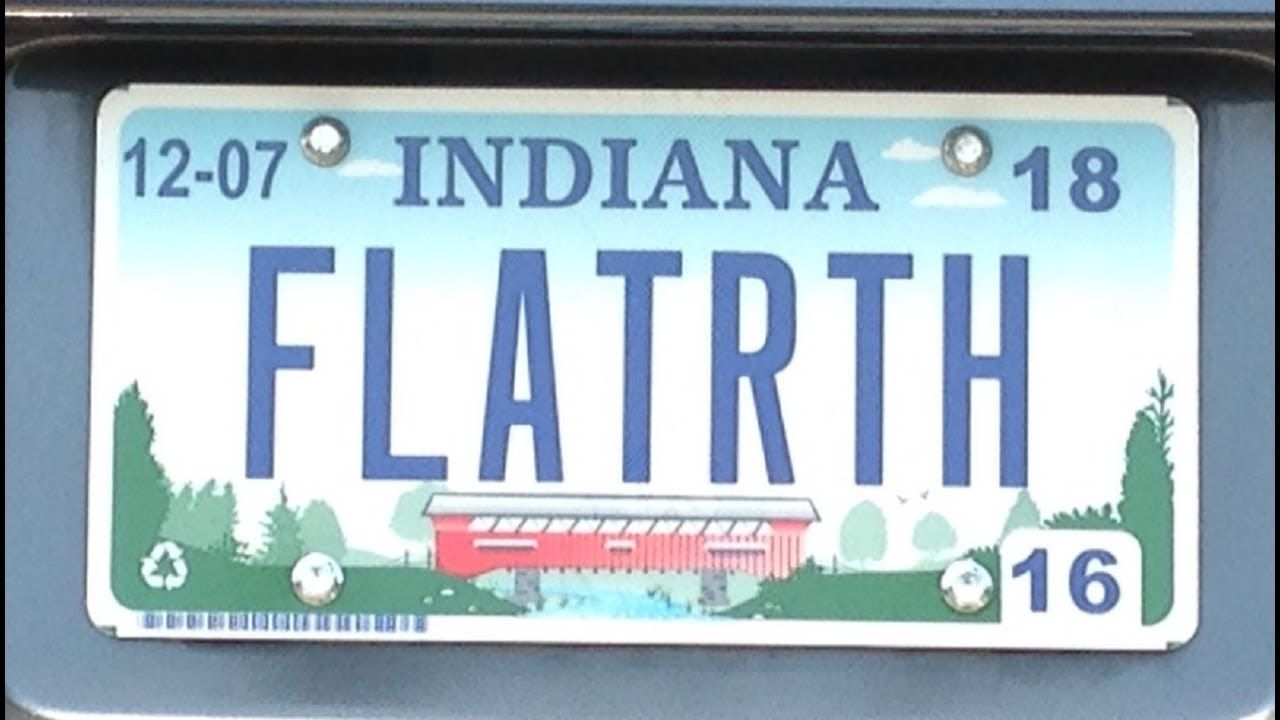 12-07 INDIANA 18
FLATRTH
16